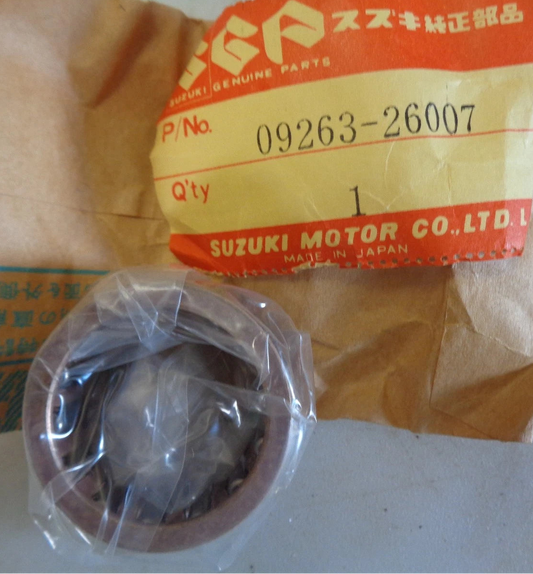 SGP スズキ純正部品
SUZUKI GENUINE PARTS
P/No. 09263-26007
Q'ty 1
SUZUKI MOTOR CO.,LTD.
MADE IN JAPAN